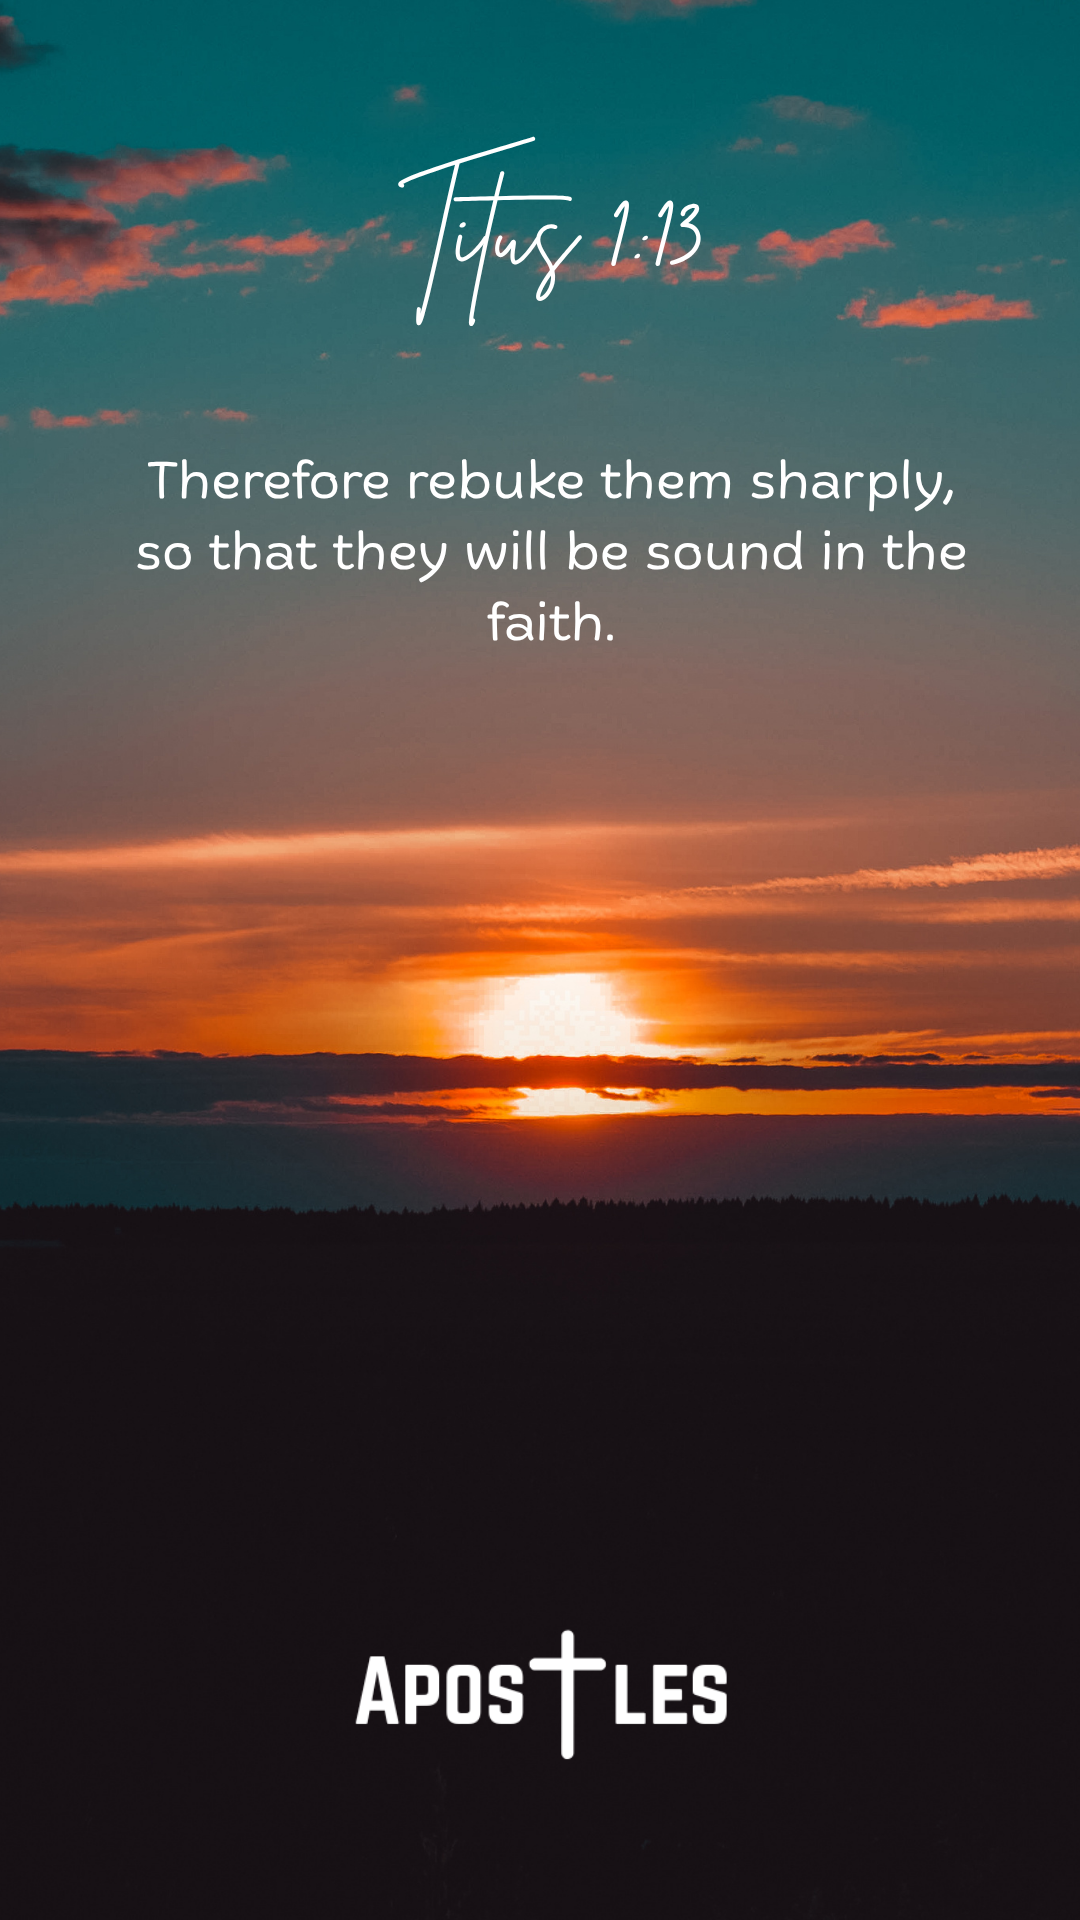 Titus 1:13
Therefore rebuke them sharply,
so that they will be sound in the
faith.
APOSTLES